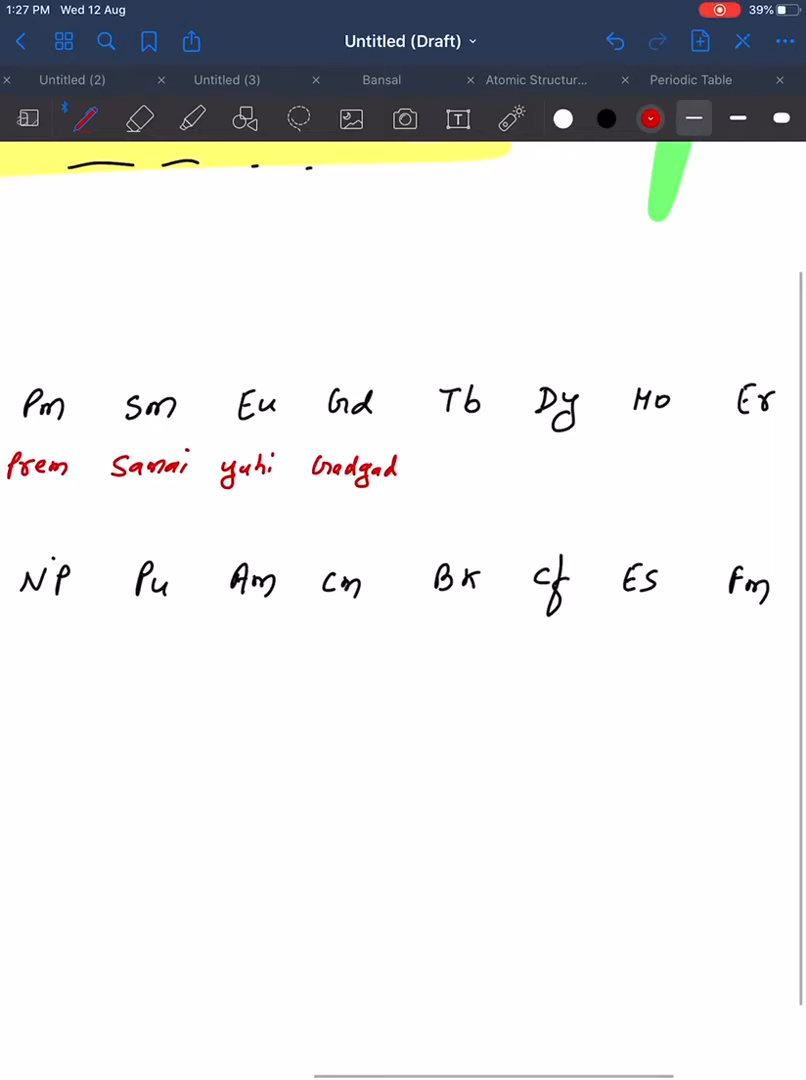 1:27 PM Wed 12 Aug 39%
Untitled (Draft)
Untitled (2) Untitled (3) Bansal Atomic Structur... Periodic Table
Pm Sm Eu Gd Tb Dy Ho Er
Prem Samai yuhi Gadgad
NP Pu Am Cm BK Cf ES Fm